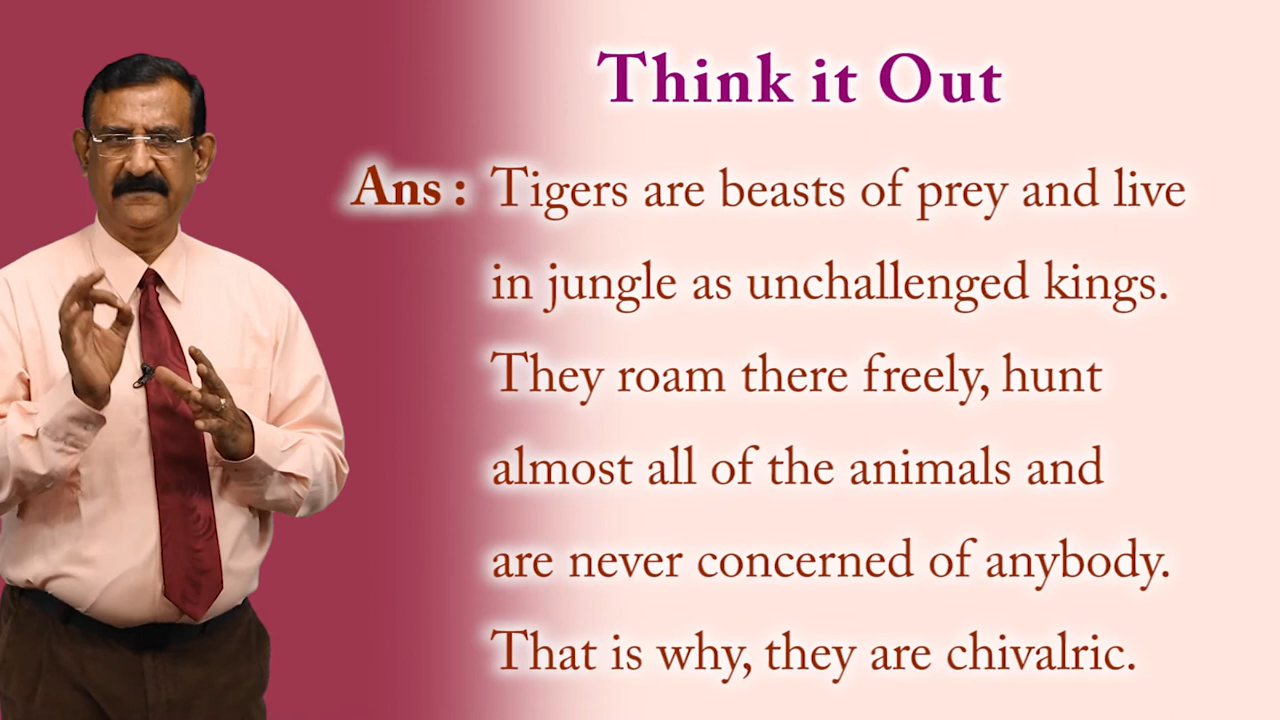 Think it Out
Ans : Tigers are beasts of prey and live
in jungle as unchallenged kings.
They roam there freely, hunt
almost all of the animals and
are never concerned of anybody.
That is why, they are chivalric.